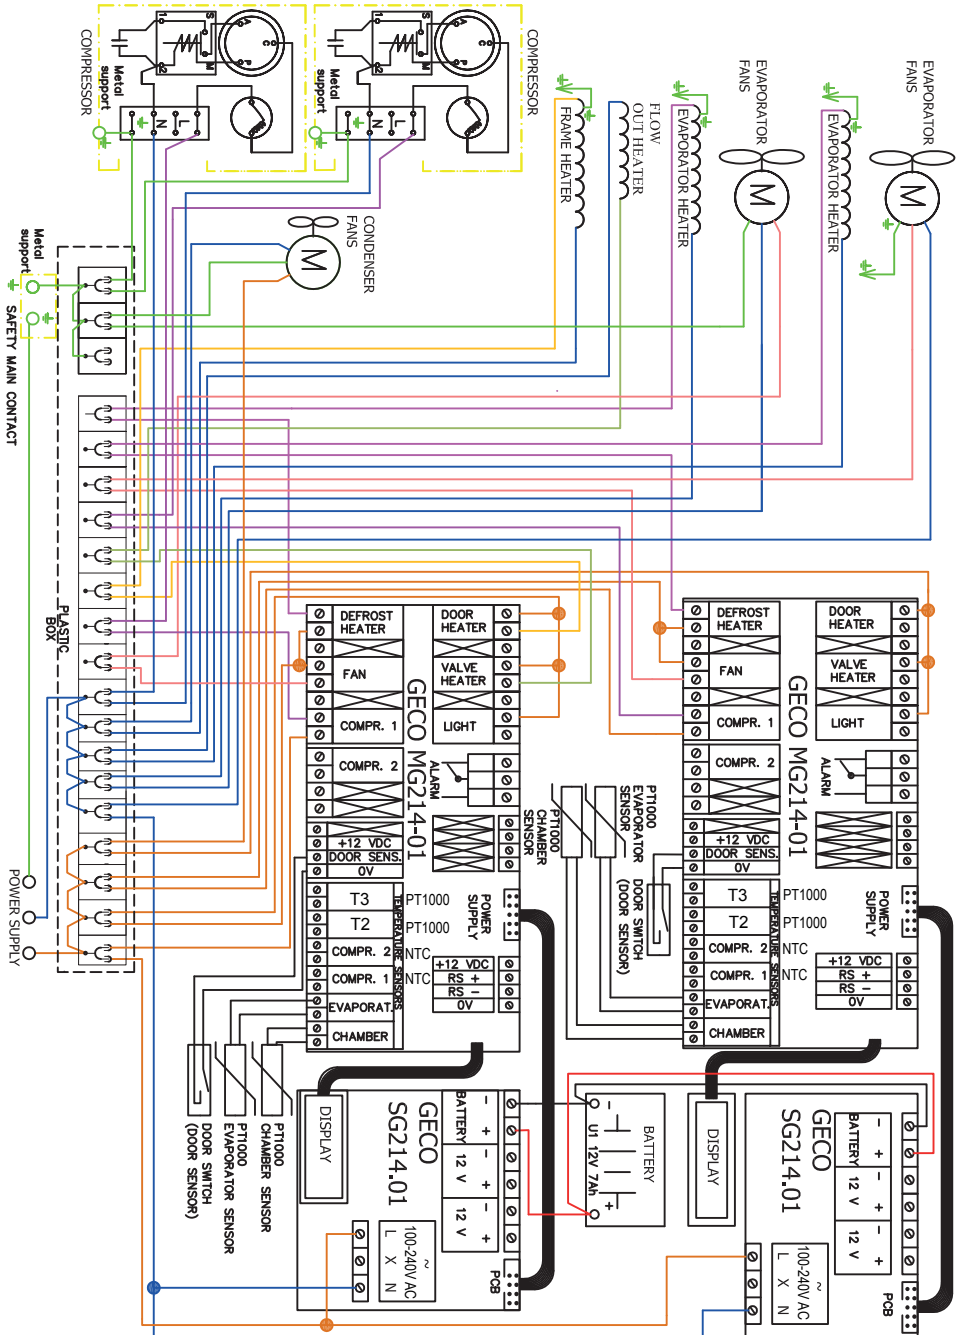 COMPRESSOR
Metal
support
1
S
2
M
A
C
P
N
L
COMPRESSOR
Metal
support
1
S
2
M
A
C
P
N
L
FRAME HEATER
FLOW
OUT HEATER
EVAPORATOR HEATER
EVAPORATOR
FANS
M
EVAPORATOR HEATER
EVAPORATOR
FANS
M
CONDENSER
FANS
M
Metal
support
SAFETY MAIN CONTACT
PLASTIC
BOX
POWER SUPPLY
DEFROST
HEATER
FAN
COMPR. 1
COMPR. 2
DOOR
HEATER
VALVE
HEATER
LIGHT
GECO MG214-01
ALARM
+12 VDC
DOOR SENS.
0V
T3
T2
COMPR. 2
COMPR. 1
EVAPORAT.
CHAMBER
TEMPERATURE SENSORS
PT1000
PT1000
NTC
NTC
POWER
SUPPLY
+12 VDC
RS +
RS -
0V
PT1000
CHAMBER
SENSOR
PT1000
EVAPORATOR
SENSOR
DOOR SWITCH
(DOOR SENSOR)
DEFROST
HEATER
FAN
COMPR. 1
COMPR. 2
DOOR
HEATER
VALVE
HEATER
LIGHT
GECO MG214-01
ALARM
+12 VDC
DOOR SENS.
0V
T3
T2
COMPR. 2
COMPR. 1
EVAPORAT.
CHAMBER
TEMPERATURE SENSORS
PT1000
PT1000
NTC
NTC
POWER
SUPPLY
+12 VDC
RS +
RS -
0V
PT1000
CHAMBER SENSOR
PT1000
EVAPORATOR SENSOR
DOOR SWITCH
(DOOR SENSOR)
DISPLAY
GECO
SG214.01
BATTERY
- +
12 V
- +
12 V
- +
100-240V AC
~
L X N
PCB
BATTERY
- +
U1 12V 7Ah
DISPLAY
GECO
SG214.01
BATTERY
- +
12 V
- +
12 V
- +
100-240V AC
~
L X N
PCB